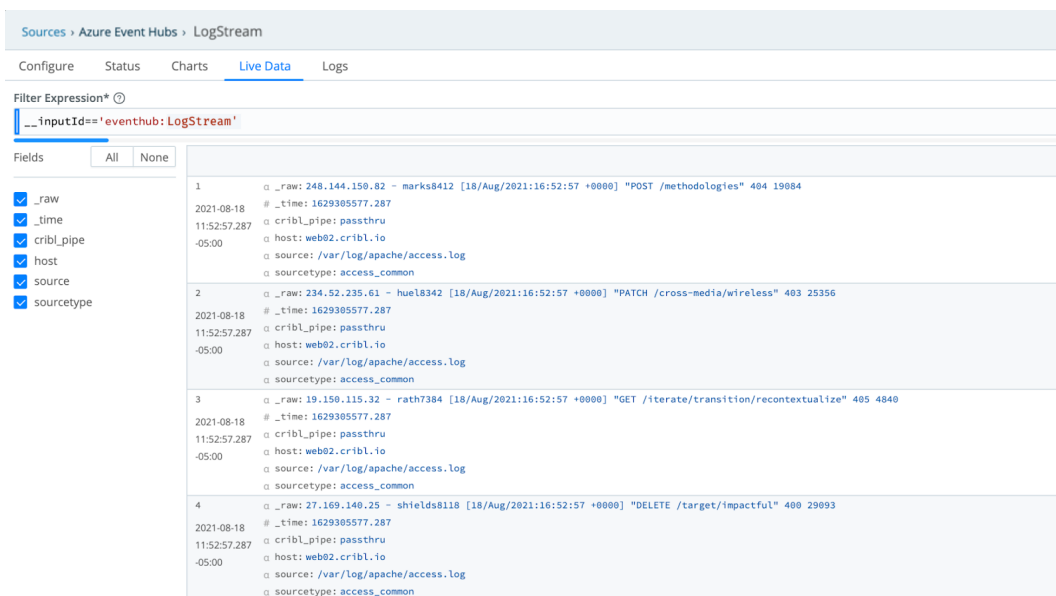 Sources › Azure Event Hubs › LogStream
Configure Status Charts Live Data Logs
Filter Expression* ?
__inputId=='eventhub:LogStream'
Fields All None
_raw
_time
cribl_pipe
host
source
sourcetype
1
2021-08-18
11:52:57.287
-05:00
α _raw: 248.144.150.82 - marks8412 [18/Aug/2021:16:52:57 +0000] "POST /methodologies" 404 19084
# _time: 1629305577.287
α cribl_pipe: passthru
α host: web02.cribl.io
α source: /var/log/apache/access.log
α sourcetype: access_common
2
2021-08-18
11:52:57.287
-05:00
α _raw: 234.52.235.61 - huel8342 [18/Aug/2021:16:52:57 +0000] "PATCH /cross-media/wireless" 403 25356
# _time: 1629305577.287
α cribl_pipe: passthru
α host: web02.cribl.io
α source: /var/log/apache/access.log
α sourcetype: access_common
3
2021-08-18
11:52:57.287
-05:00
α _raw: 19.150.115.32 - rath7384 [18/Aug/2021:16:52:57 +0000] "GET /iterate/transition/recontextualize" 405 4840
# _time: 1629305577.287
α cribl_pipe: passthru
α host: web02.cribl.io
α source: /var/log/apache/access.log
α sourcetype: access_common
4
2021-08-18
11:52:57.287
-05:00
α _raw: 27.169.140.25 - shields8118 [18/Aug/2021:16:52:57 +0000] "DELETE /target/impactful" 400 29093
# _time: 1629305577.287
α cribl_pipe: passthru
α host: web02.cribl.io
α source: /var/log/apache/access.log
α sourcetype: access_common